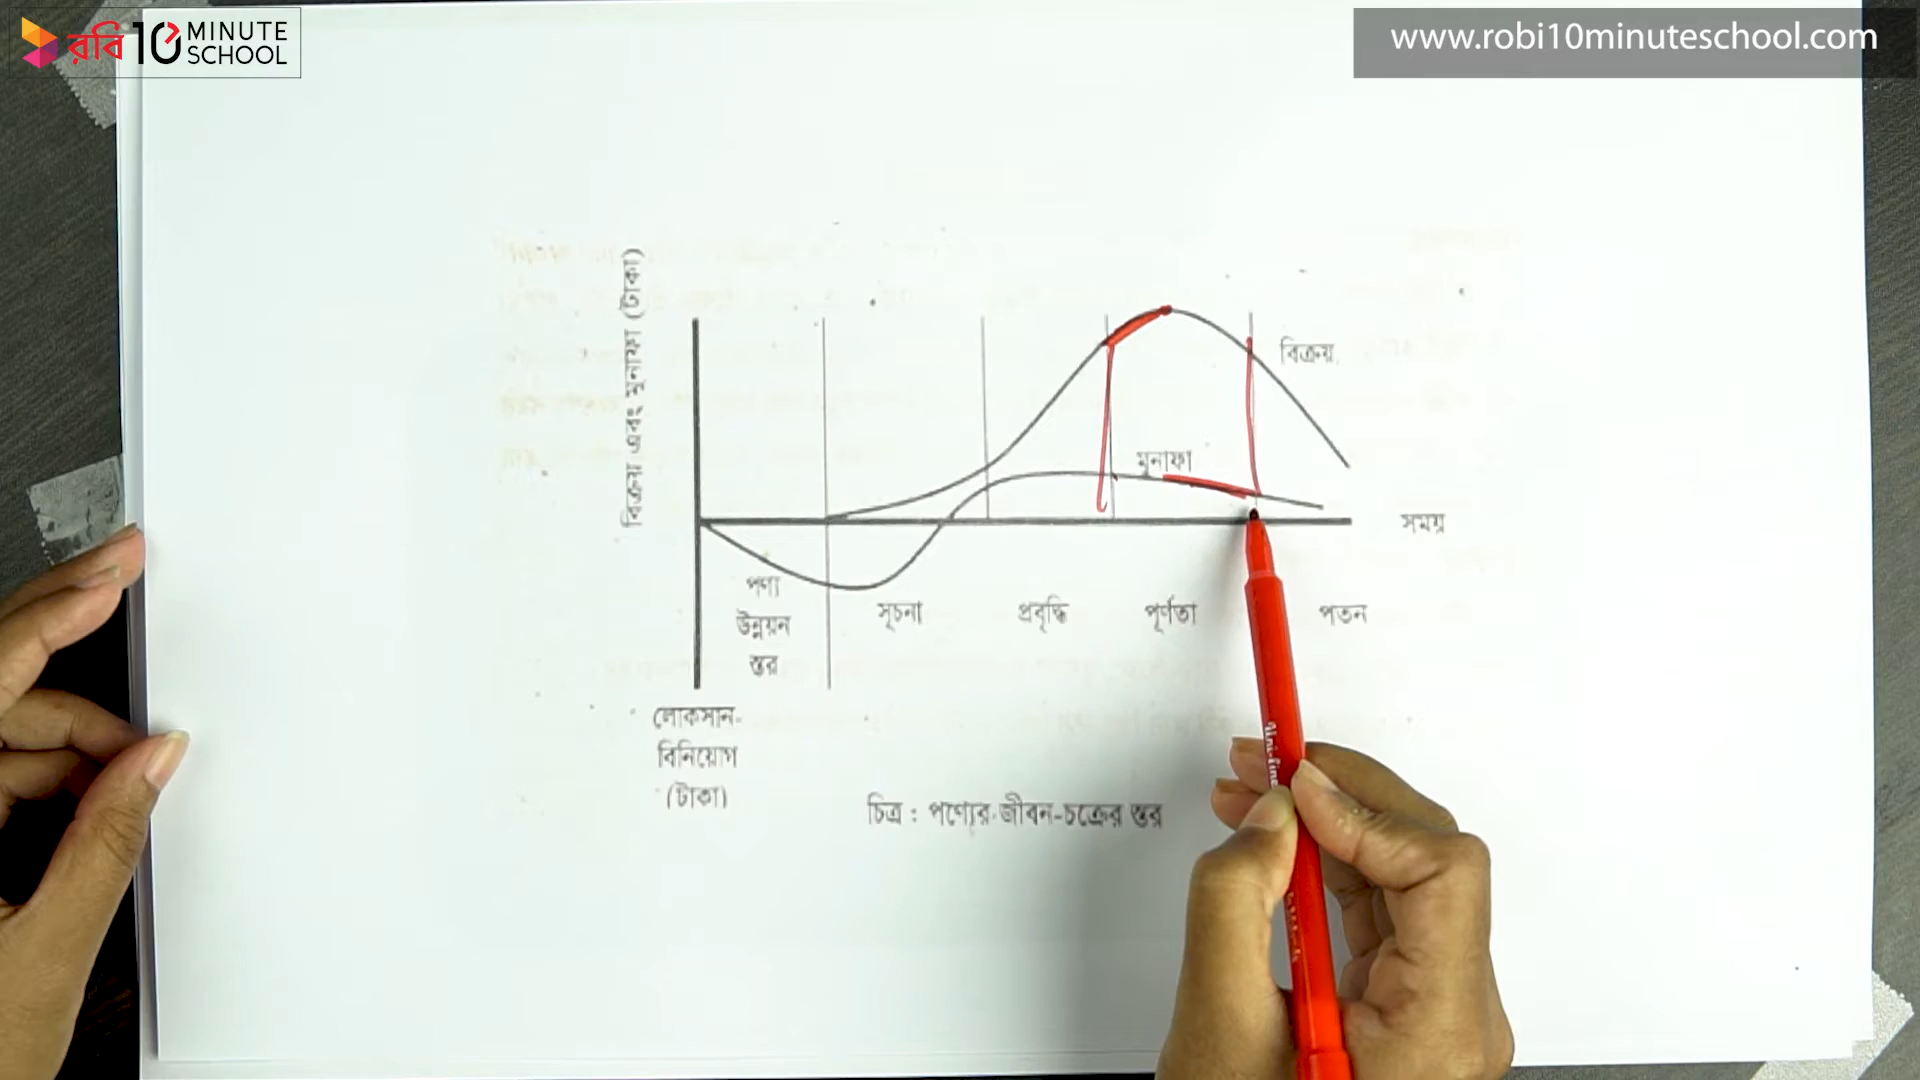 রবি 10 MINUTE SCHOOL
www.robi10minuteschool.com
বিক্রয় এবং মুনাফা (টাকা)
বিক্রয়
মুনাফা
সময়
পণ্য
উন্নয়ন
স্তর
সূচনা
প্রবৃদ্ধি
পূর্ণতা
পতন
লোকসান-
বিনিয়োগ
(টাকা)
চিত্র : পণ্যের জীবন-চক্রের স্তর